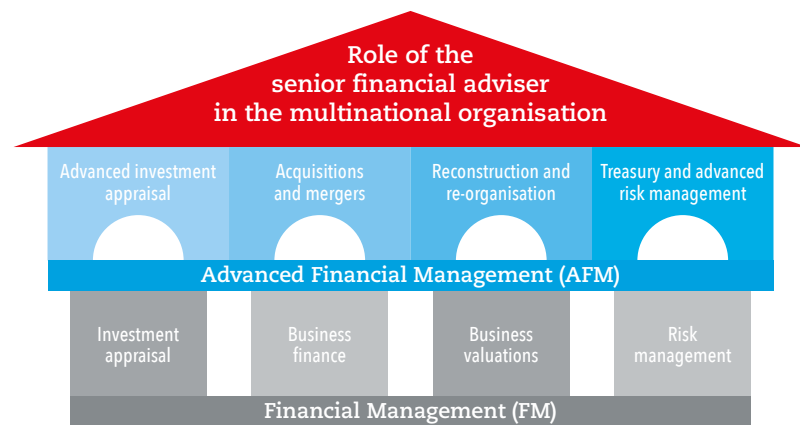 Role of the
senior financial adviser
in the multinational organisation
Advanced investment
appraisal
Acquisitions
and mergers
Reconstruction and
re-organisation
Treasury and advanced
risk management
Advanced Financial Management (AFM)
Investment
appraisal
Business
finance
Business
valuations
Risk
management
Financial Management (FM)